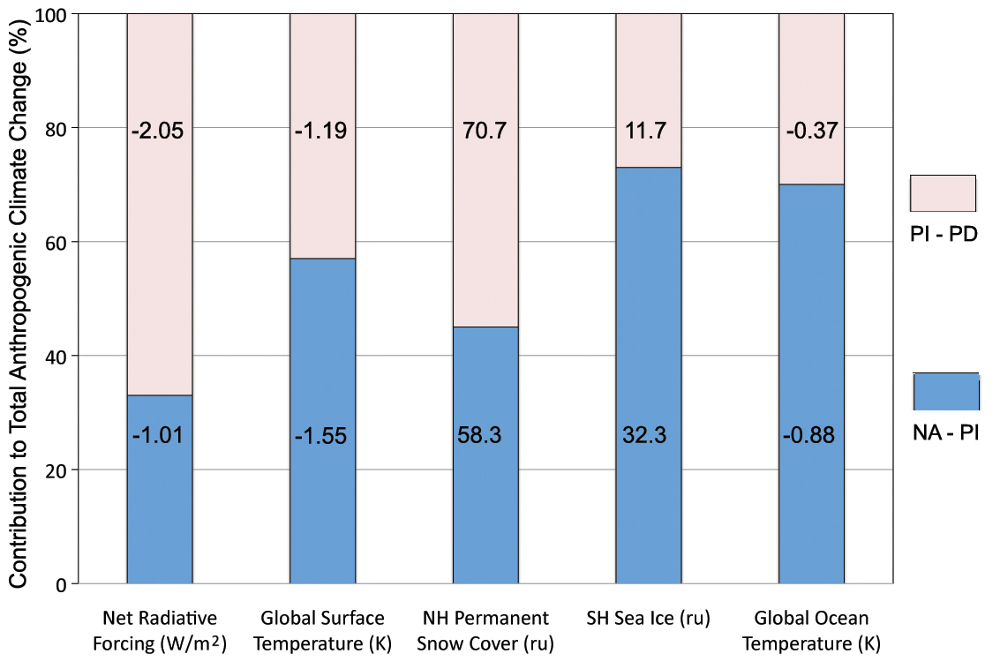 Contribution to Total Anthropogenic Climate Change (%)
100
80
60
40
20
0
-2.05
-1.19
70.7
11.7
-0.37
-1.01
-1.55
58.3
32.3
-0.88
PI - PD
NA - PI
Net Radiative
Forcing (W/m2)
Global Surface
Temperature (K)
NH Permanent
Snow Cover (ru)
SH Sea Ice (ru)
Global Ocean
Temperature (K)